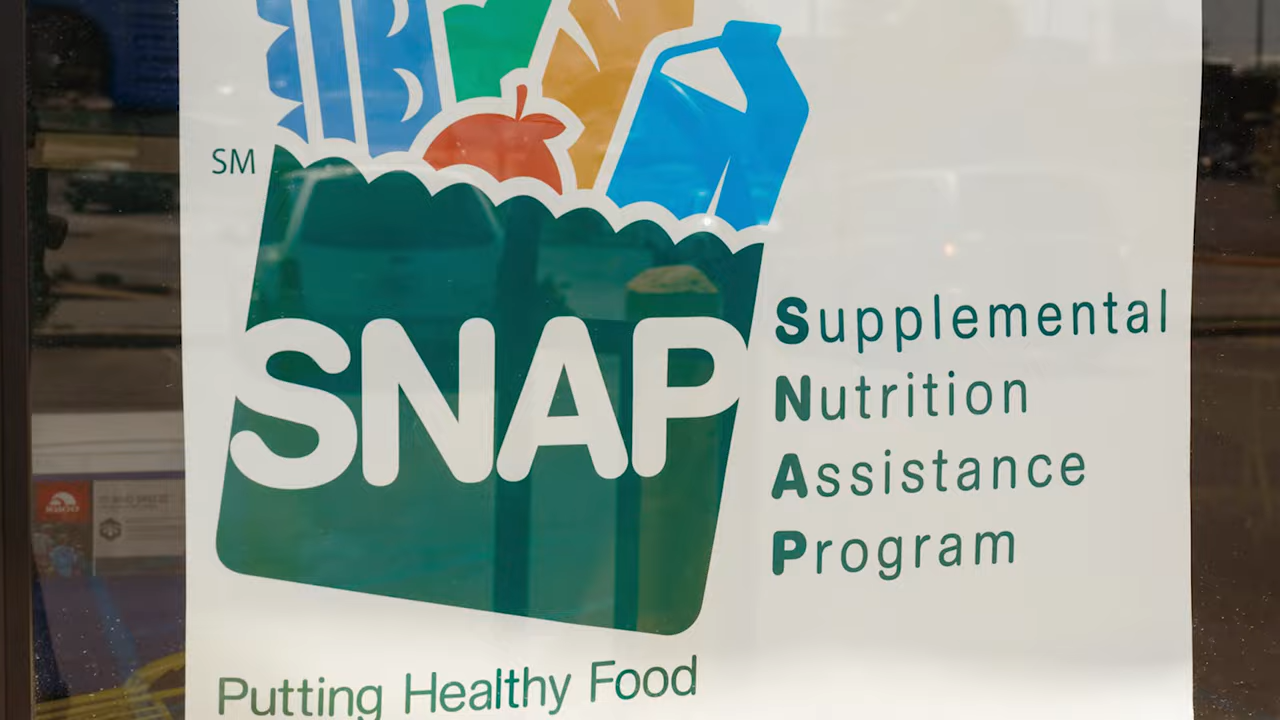 SM
SNAP
Supplemental
Nutrition
Assistance
Program
Putting Healthy Food